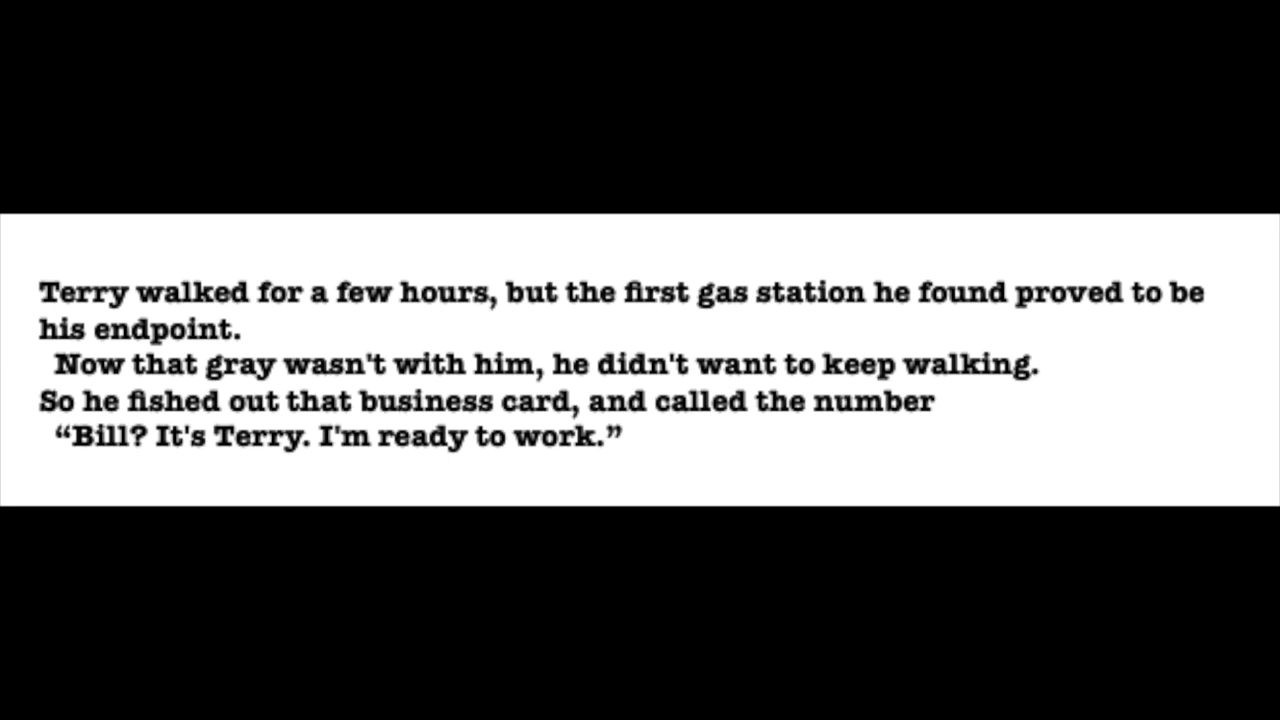 Terry walked for a few hours, but the first gas station he found proved to be
his endpoint.
Now that gray wasn't with him, he didn't want to keep walking.
So he fished out that business card, and called the number
“Bill? It's Terry. I'm ready to work.”